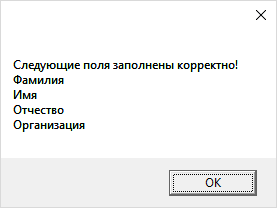 Следующие поля заполнены корректно!
Фамилия
Имя
Отчество
Организация
OK